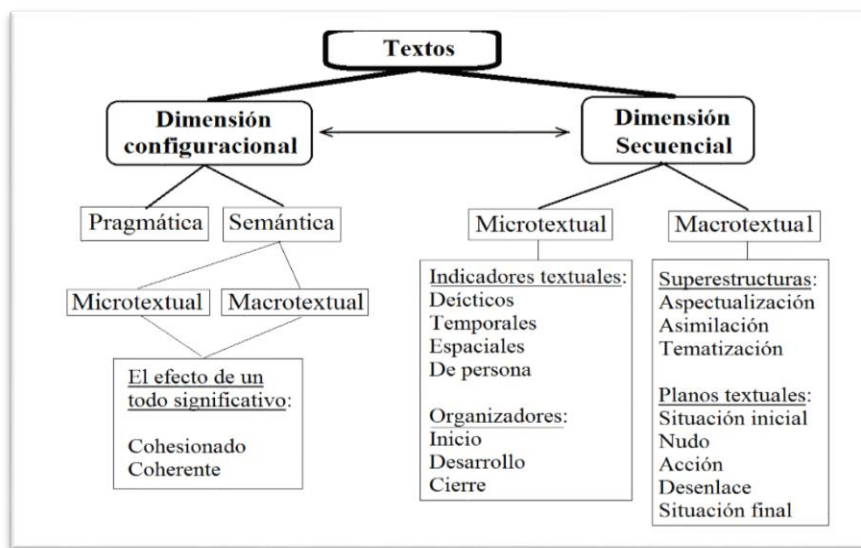 Textos
Dimensión
configuracional
Dimensión
Secuencial
Pragmática
Semántica
Microtextual
Macrotextual
El efecto de un
todo significativo:
Cohesionado
Coherente
Microtextual
Macrotextual
Indicadores textuales:
Deícticos
Temporales
Espaciales
De persona
Organizadores:
Inicio
Desarrollo
Cierre
Superestructuras:
Aspectualización
Asimilación
Tematización
Planos textuales:
Situación inicial
Nudo
Acción
Desenlace
Situación final